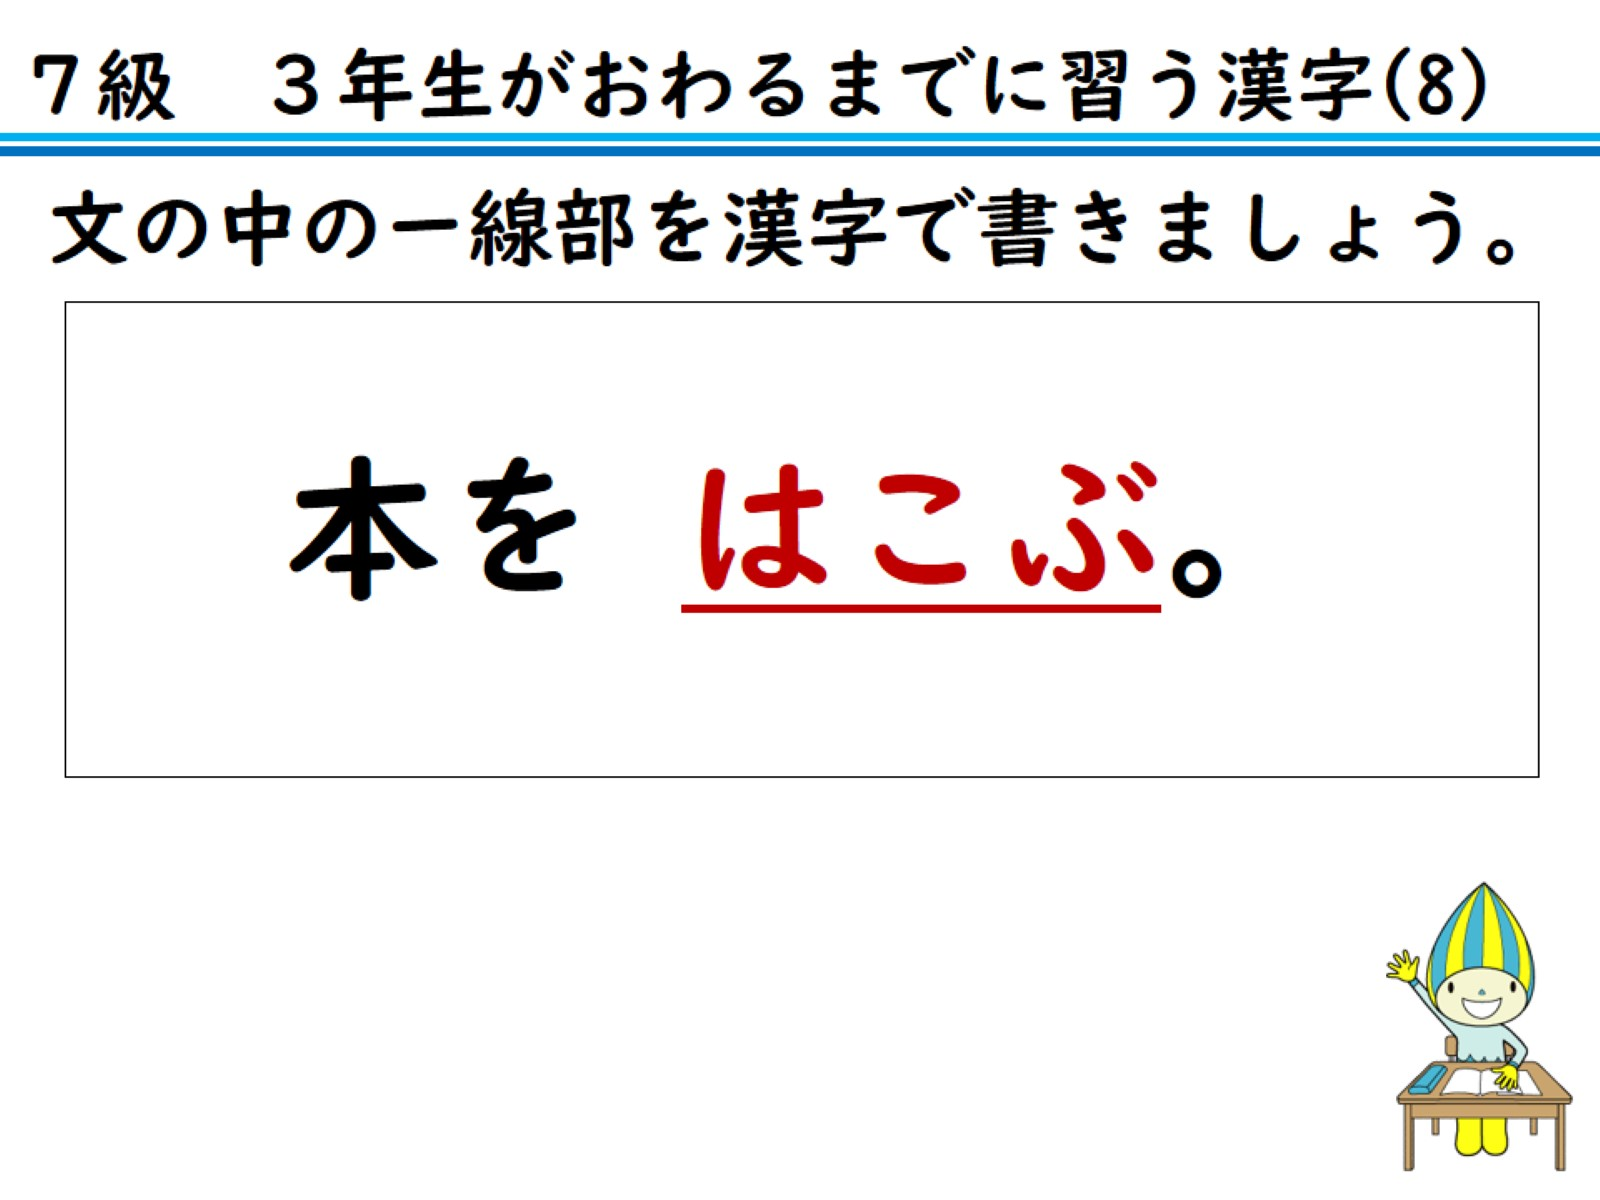 ７級　３年生がおわるまでに習う漢字(8)
文の中の一線部を漢字で書きましょう。
本を　はこぶ。